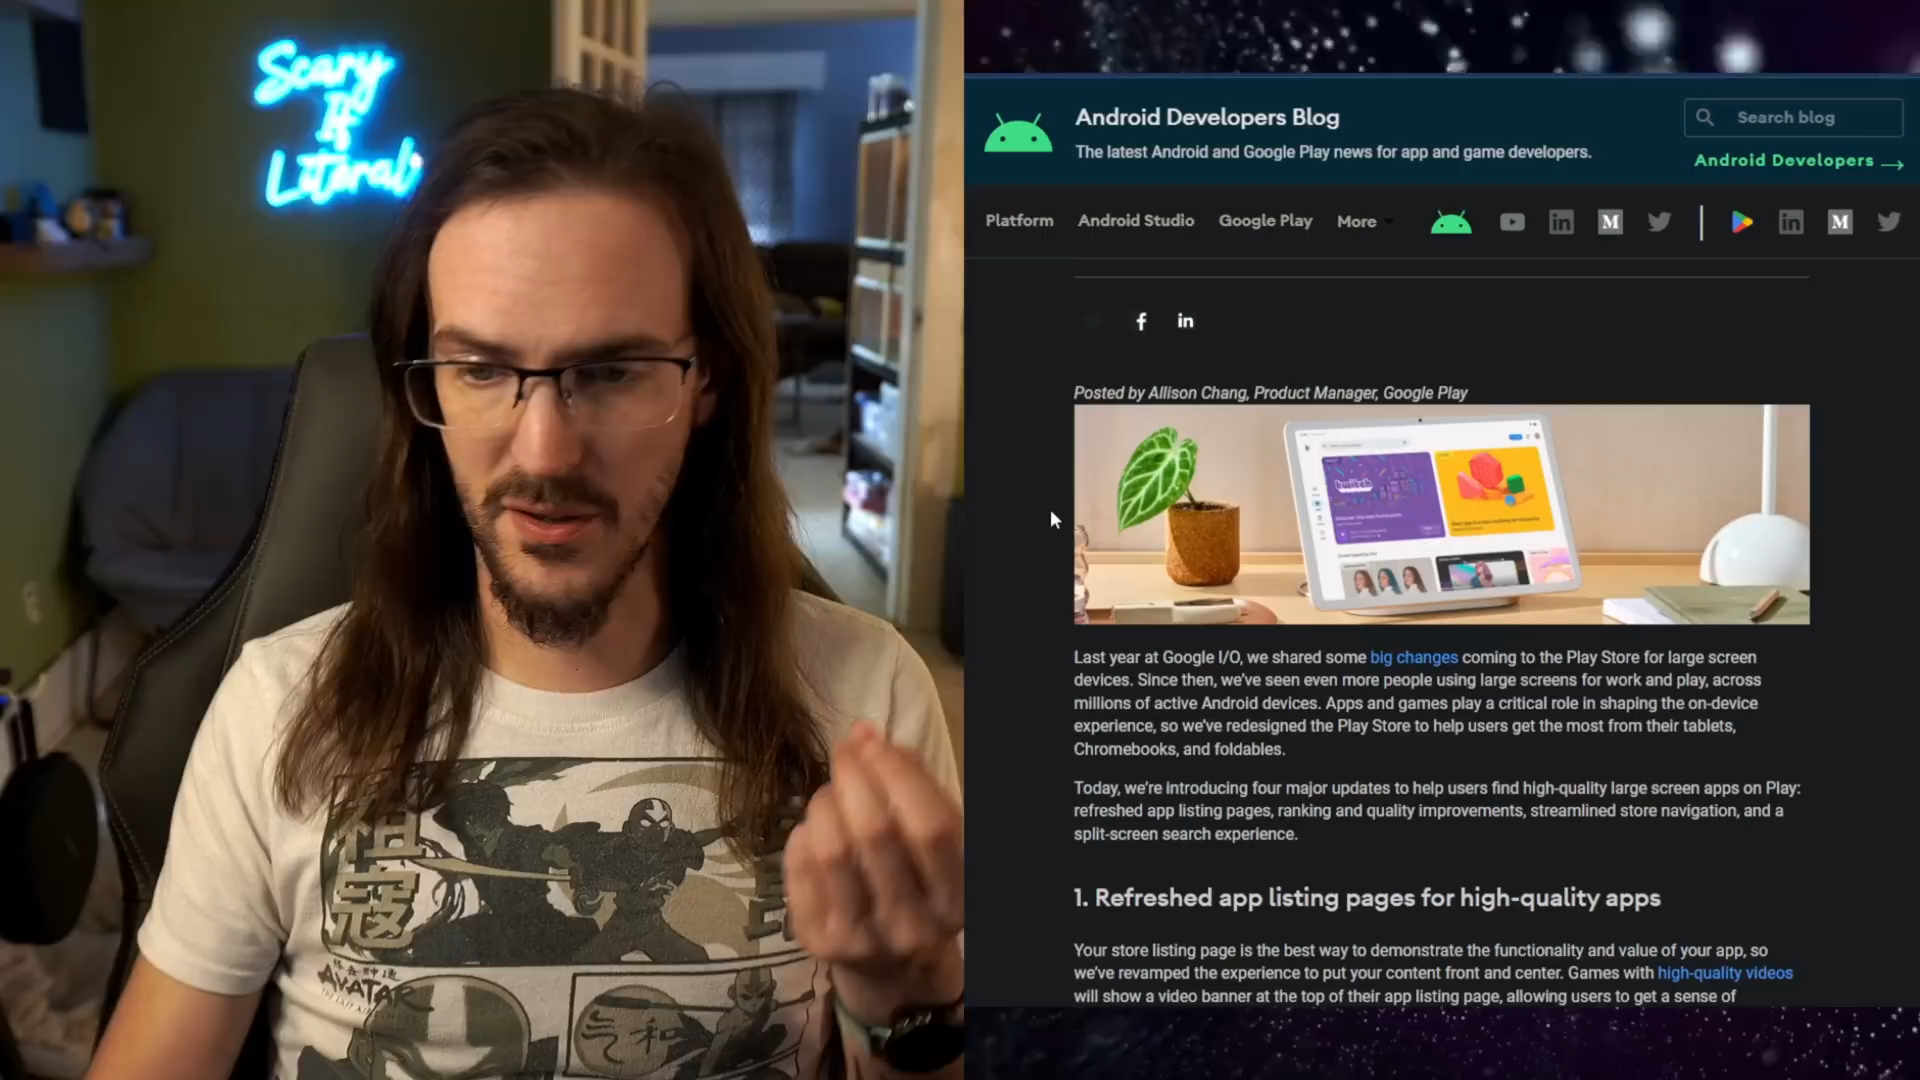 Scary
If
Literal
祖
寇
AVATAR
THE LAST AIRBENDER
气和
Android Developers Blog
The latest Android and Google Play news for app and game developers.
Search blog
Android Developers
Platform
Android Studio
Google Play
More
Posted by Allison Chang, Product Manager, Google Play
twitch
Last year at Google I/O, we shared some big changes coming to the Play Store for large screen
devices. Since then, we've seen even more people using large screens for work and play, across
millions of active Android devices. Apps and games play a critical role in shaping the on-device
experience, so we've redesigned the Play Store to help users get the most from their tablets,
Chromebooks, and foldables.
Today, we're introducing four major updates to help users find high-quality large screen apps on Play:
refreshed app listing pages, ranking and quality improvements, streamlined store navigation, and a
split-screen search experience.
1. Refreshed app listing pages for high-quality apps
Your store listing page is the best way to demonstrate the functionality and value of your app, so
we've revamped the experience to put your content front and center. Games with high-quality videos
will show a video banner at the top of their app listing page, allowing users to get a sense of